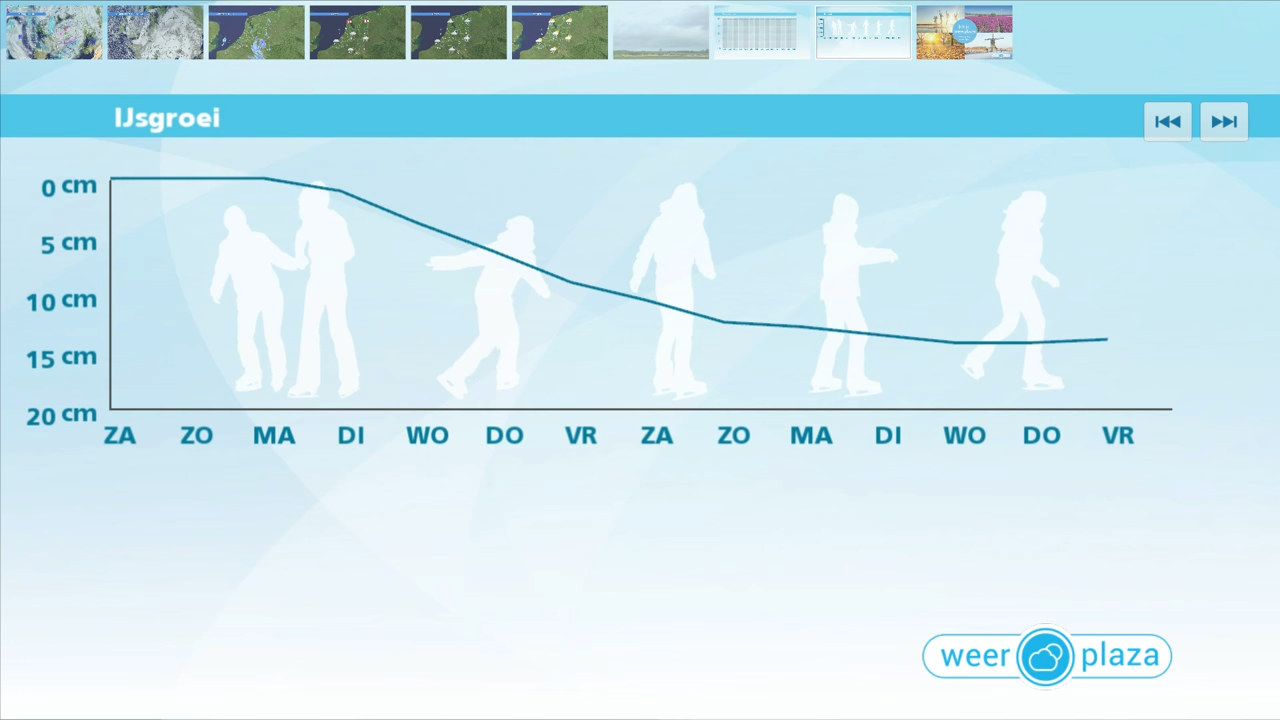 IJsgroei
0 cm
5 cm
10 cm
15 cm
20 cm
ZA ZO MA DI WO DO VR ZA ZO MA DI WO DO VR
weer plaza